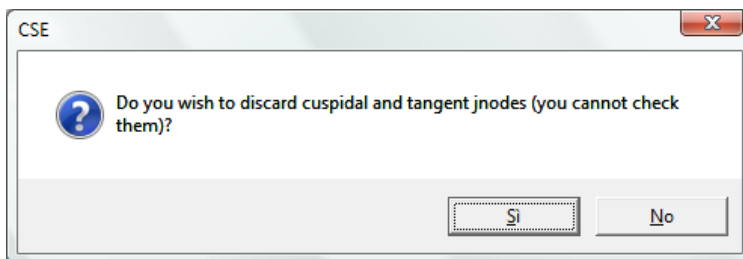 CSE
Do you wish to discard cuspidal and tangent jnodes (you cannot check
them)?
Sì
No